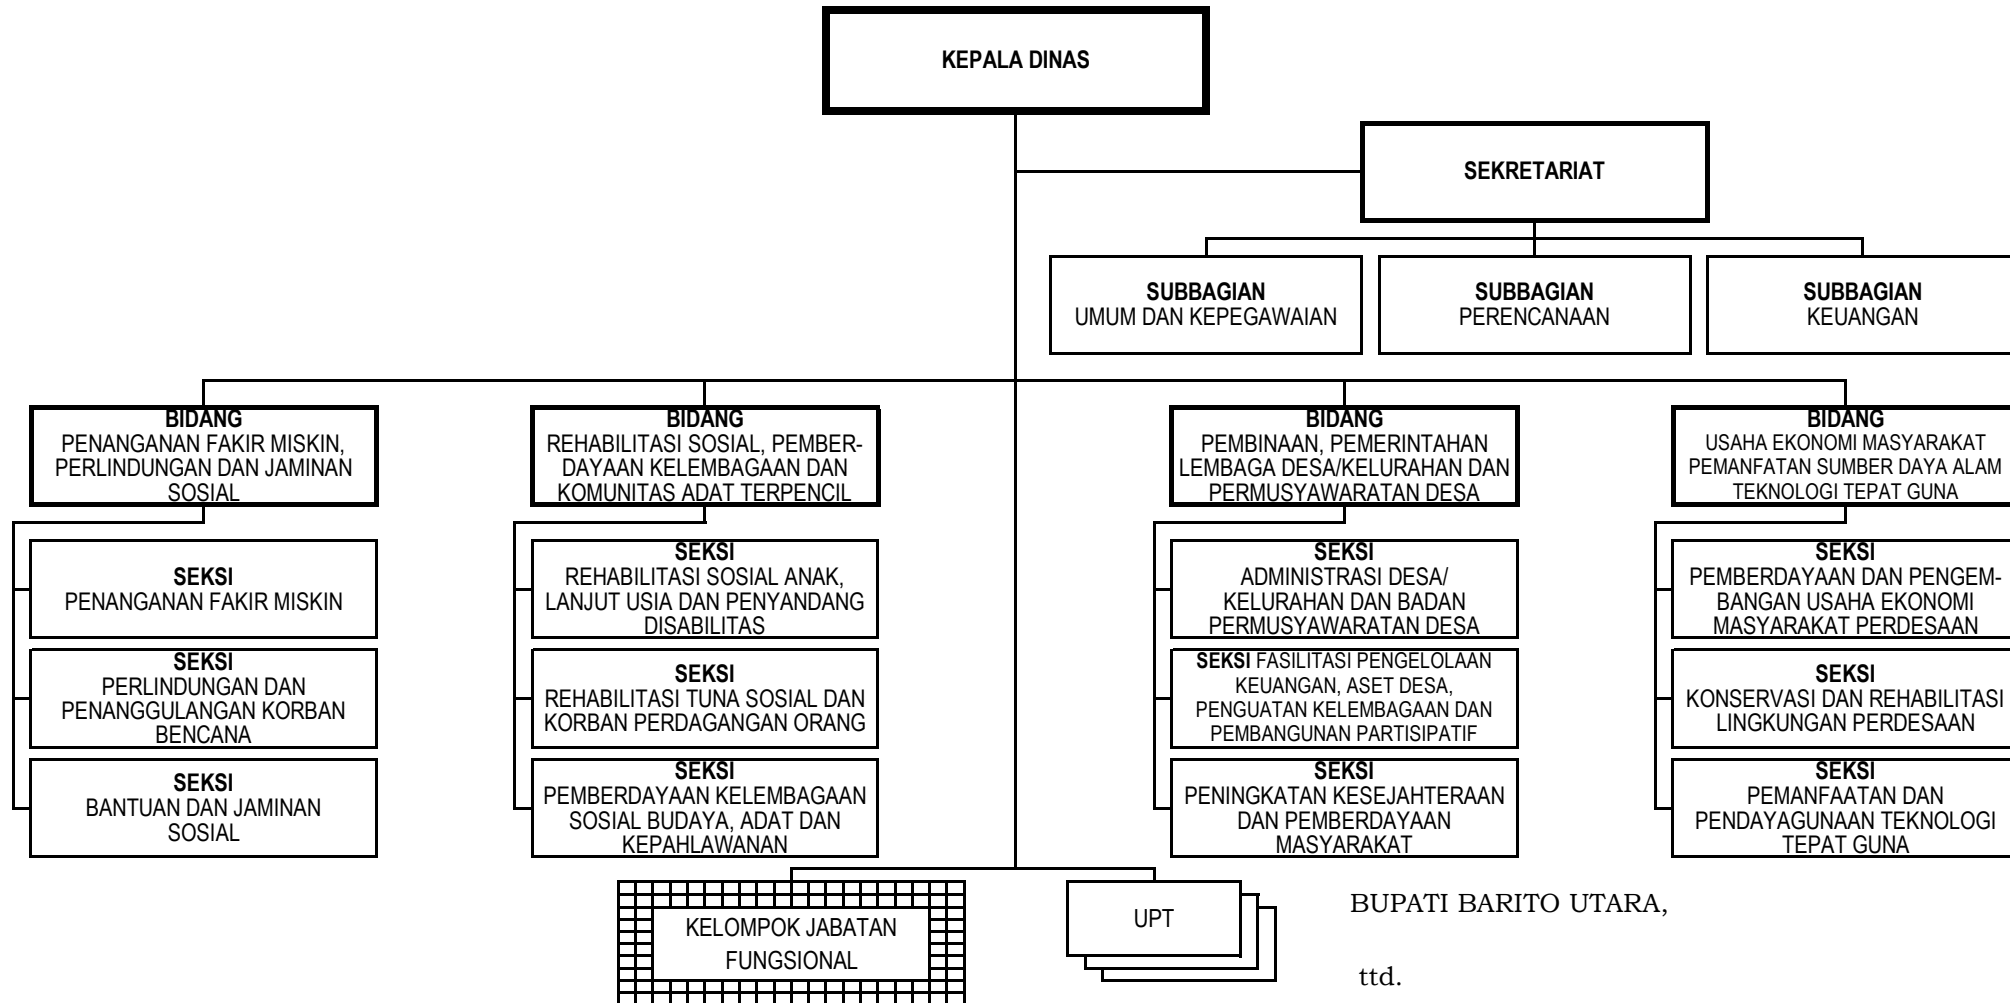 KEPALA DINAS
SEKRETARIAT
SUBBAGIAN
UMUM DAN KEPEGAWAIAN
SUBBAGIAN
PERENCANAAN
SUBBAGIAN
KEUANGAN
BIDANG
PENANGANAN FAKIR MISKIN,
PERLINDUNGAN DAN JAMINAN
SOSIAL
BIDANG
REHABILITASI SOSIAL, PEMBER-
DAYAAN KELEMBAGAAN DAN
KOMUNITAS ADAT TERPENCIL
BIDANG
PEMBINAAN, PEMERINTAHAN
LEMBAGA DESA/KELURAHAN DAN
PERMUSYAWARATAN DESA
BIDANG
USAHA EKONOMI MASYARAKAT
PEMANFATAN SUMBER DAYA ALAM
TEKNOLOGI TEPAT GUNA
SEKSI
PENANGANAN FAKIR MISKIN
SEKSI
PERLINDUNGAN DAN
PENANGGULANGAN KORBAN
BENCANA
SEKSI
BANTUAN DAN JAMINAN
SOSIAL
SEKSI
REHABILITASI SOSIAL ANAK,
LANJUT USIA DAN PENYANDANG
DISABILITAS
SEKSI
REHABILITASI TUNA SOSIAL DAN
KORBAN PERDAGANGAN ORANG
SEKSI
PEMBERDAYAAN KELEMBAGAAN
SOSIAL BUDAYA, ADAT DAN
KEPAHLAWANAN
SEKSI
ADMINISTRASI DESA/
KELURAHAN DAN BADAN
PERMUSYAWARATAN DESA
SEKSI FASILITASI PENGELOLAAN
KEUANGAN, ASET DESA,
PENGUATAN KELEMBAGAAN DAN
PEMBANGUNAN PARTISIPATIF
SEKSI
PENINGKATAN KESEJAHTERAAN
DAN PEMBERDAYAAN
MASYARAKAT
SEKSI
PEMBERDAYAAN DAN PENGEM-
BANGAN USAHA EKONOMI
MASYARAKAT PERDESAAN
SEKSI
KONSERVASI DAN REHABILITASI
LINGKUNGAN PERDESAAN
SEKSI
PEMANFAATAN DAN
PENDAYAGUNAAN TEKNOLOGI
TEPAT GUNA
KELOMPOK JABATAN
FUNGSIONAL
UPT
BUPATI BARITO UTARA,
ttd.